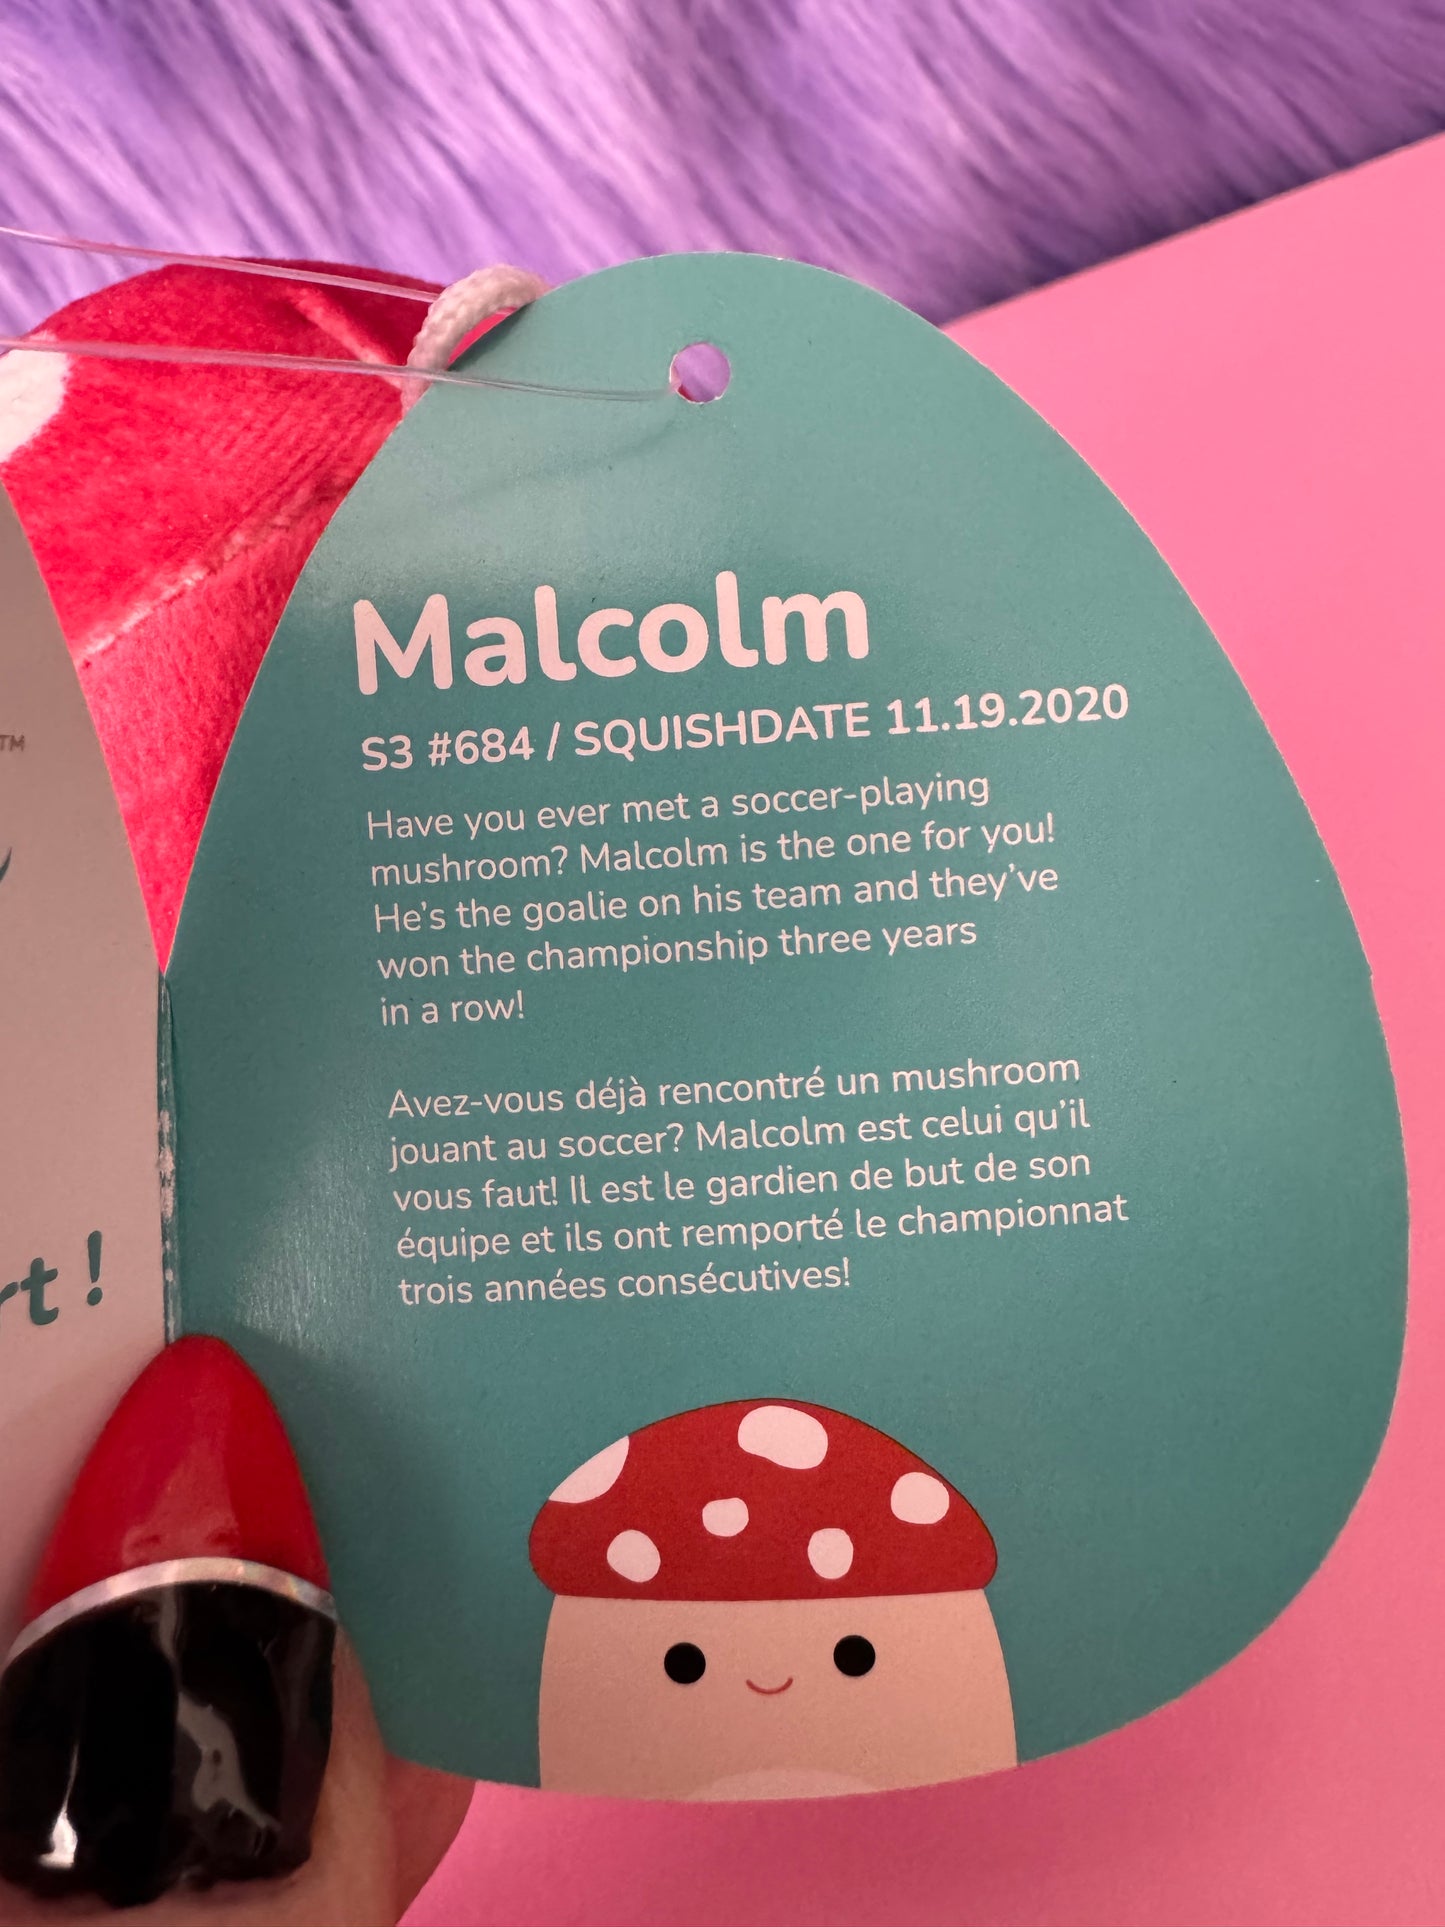 TM
rt !
Malcolm
S3 #684 / SQUISHDATE 11.19.2020
Have you ever met a soccer-playing
mushroom? Malcolm is the one for you!
He's the goalie on his team and they've
won the championship three years
in a row!
Avez-vous déjà rencontré un mushroom
jouant au soccer? Malcolm est celui qu'il
vous faut! Il est le gardien de but de son
équipe et ils ont remporté le championnat
trois années consécutives!